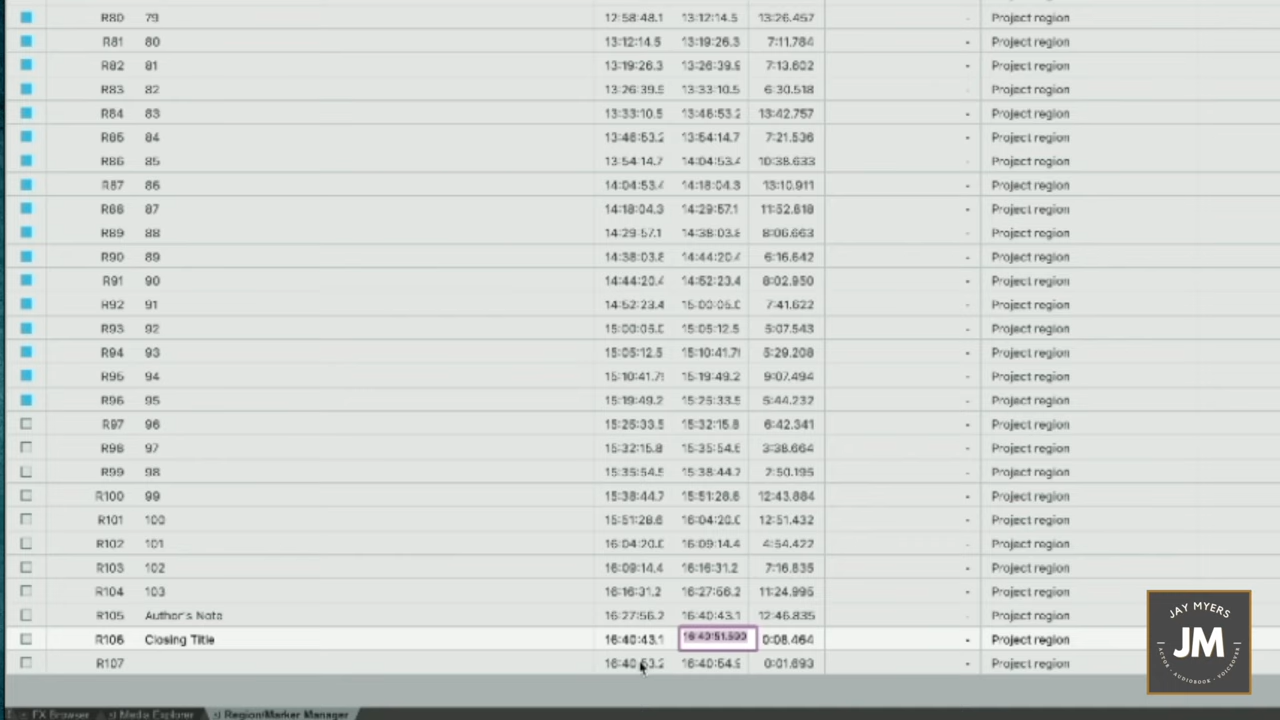 R80 79 12:58:48.1 13:12:14.5 13:26.457 Project region
R81 80 13:12:14.5 13:19:26.3 7:11.784 - Project region
R82 81 13:19:26.3 13:26:39.9 7:13.602 - Project region
R83 82 13:26:39.9 13:33:10.5 6:30.518 Project region
R84 83 13:33:10.5 13:46:53.2 13:42.757 - Project region
R85 84 13:46:53.2 13:54:14.7 7:21.536 - Project region
R86 85 13:54:14.7 14:04:53.4 10:38.633 Project region
R87 86 14:04:53.4 14:18:04.3 13:10.911 - Project region
R88 87 14:18:04.3 14:29:57.1 11:52.818 - Project region
R89 88 14:29:57.1 14:38:03.8 8:06.663 - Project region
R90 89 14:38:03.8 14:44:20.4 6:16.642 - Project region
R91 90 14:44:20.4 14:52:23.4 8:02.950 - Project region
R92 91 14:52:23.4 15:00:05.0 7:41.622 - Project region
R93 92 15:00:05.0 15:05:12.5 5:07.543 - Project region
R94 93 15:05:12.5 15:10:41.7 5:29.208 - Project region
R95 94 15:10:41.7 15:19:49.2 9:07.494 - Project region
R96 95 15:19:49.2 15:25:33.5 5:44.232 - Project region
R97 96 15:25:33.5 15:32:15.8 6:42.341 - Project region
R98 97 15:32:15.8 15:35:54.5 3:38.664 - Project region
R99 98 15:35:54.5 15:38:44.7 2:50.195 - Project region
R100 99 15:38:44.7 15:51:28.6 12:43.884 - Project region
R101 100 15:51:28.6 16:04:20.0 12:51.432 - Project region
R102 101 16:04:20.0 16:09:14.4 4:54.422 - Project region
R103 102 16:09:14.4 16:16:31.2 7:16.835 - Project region
R104 103 16:16:31.2 16:27:56.2 11:24.995 - Project region
R105 Author's Note 16:27:56.2 16:40:43.1 12:46.835 - Project region
R106 Closing Title 16:40:43.1 0:08.464 - Project region
R107 16:40:53.2 16:40:54.9 0:01.693 - Project region
FX Browser Media Explorer Region/Marker Manager
JAY MYERS
JM
ACTOR · AUDIOBOOK · VOICEOVER